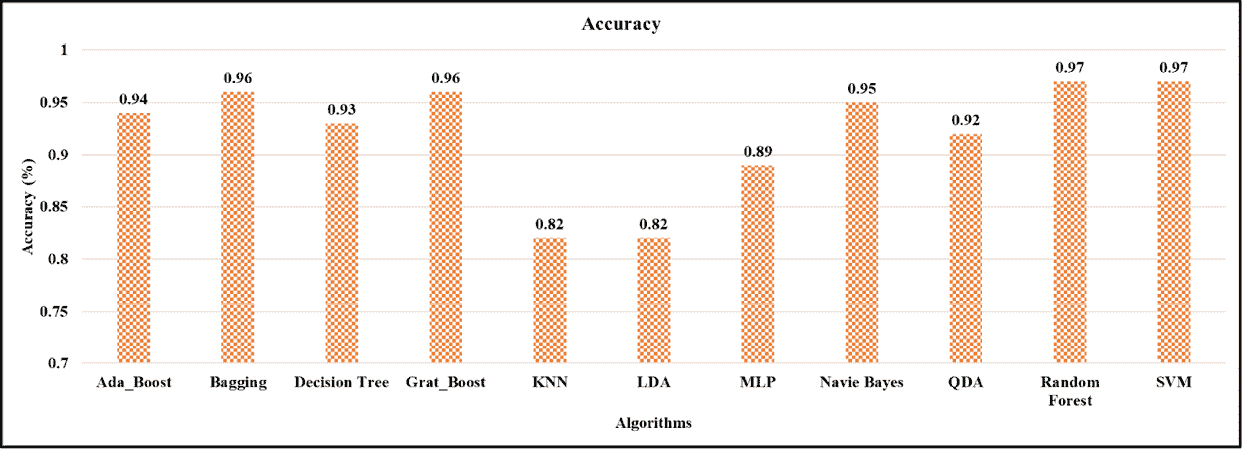 Accuracy
1
0.95
0.9
0.85
0.8
0.75
0.7
Accuracy (%)
0.94
0.96
0.93
0.96
0.82
0.82
0.89
0.95
0.92
0.97
0.97
Ada_Boost
Bagging
Decision Tree
Grat_Boost
KNN
LDA
MLP
Navie Bayes
QDA
Random
Forest
SVM
Algorithms